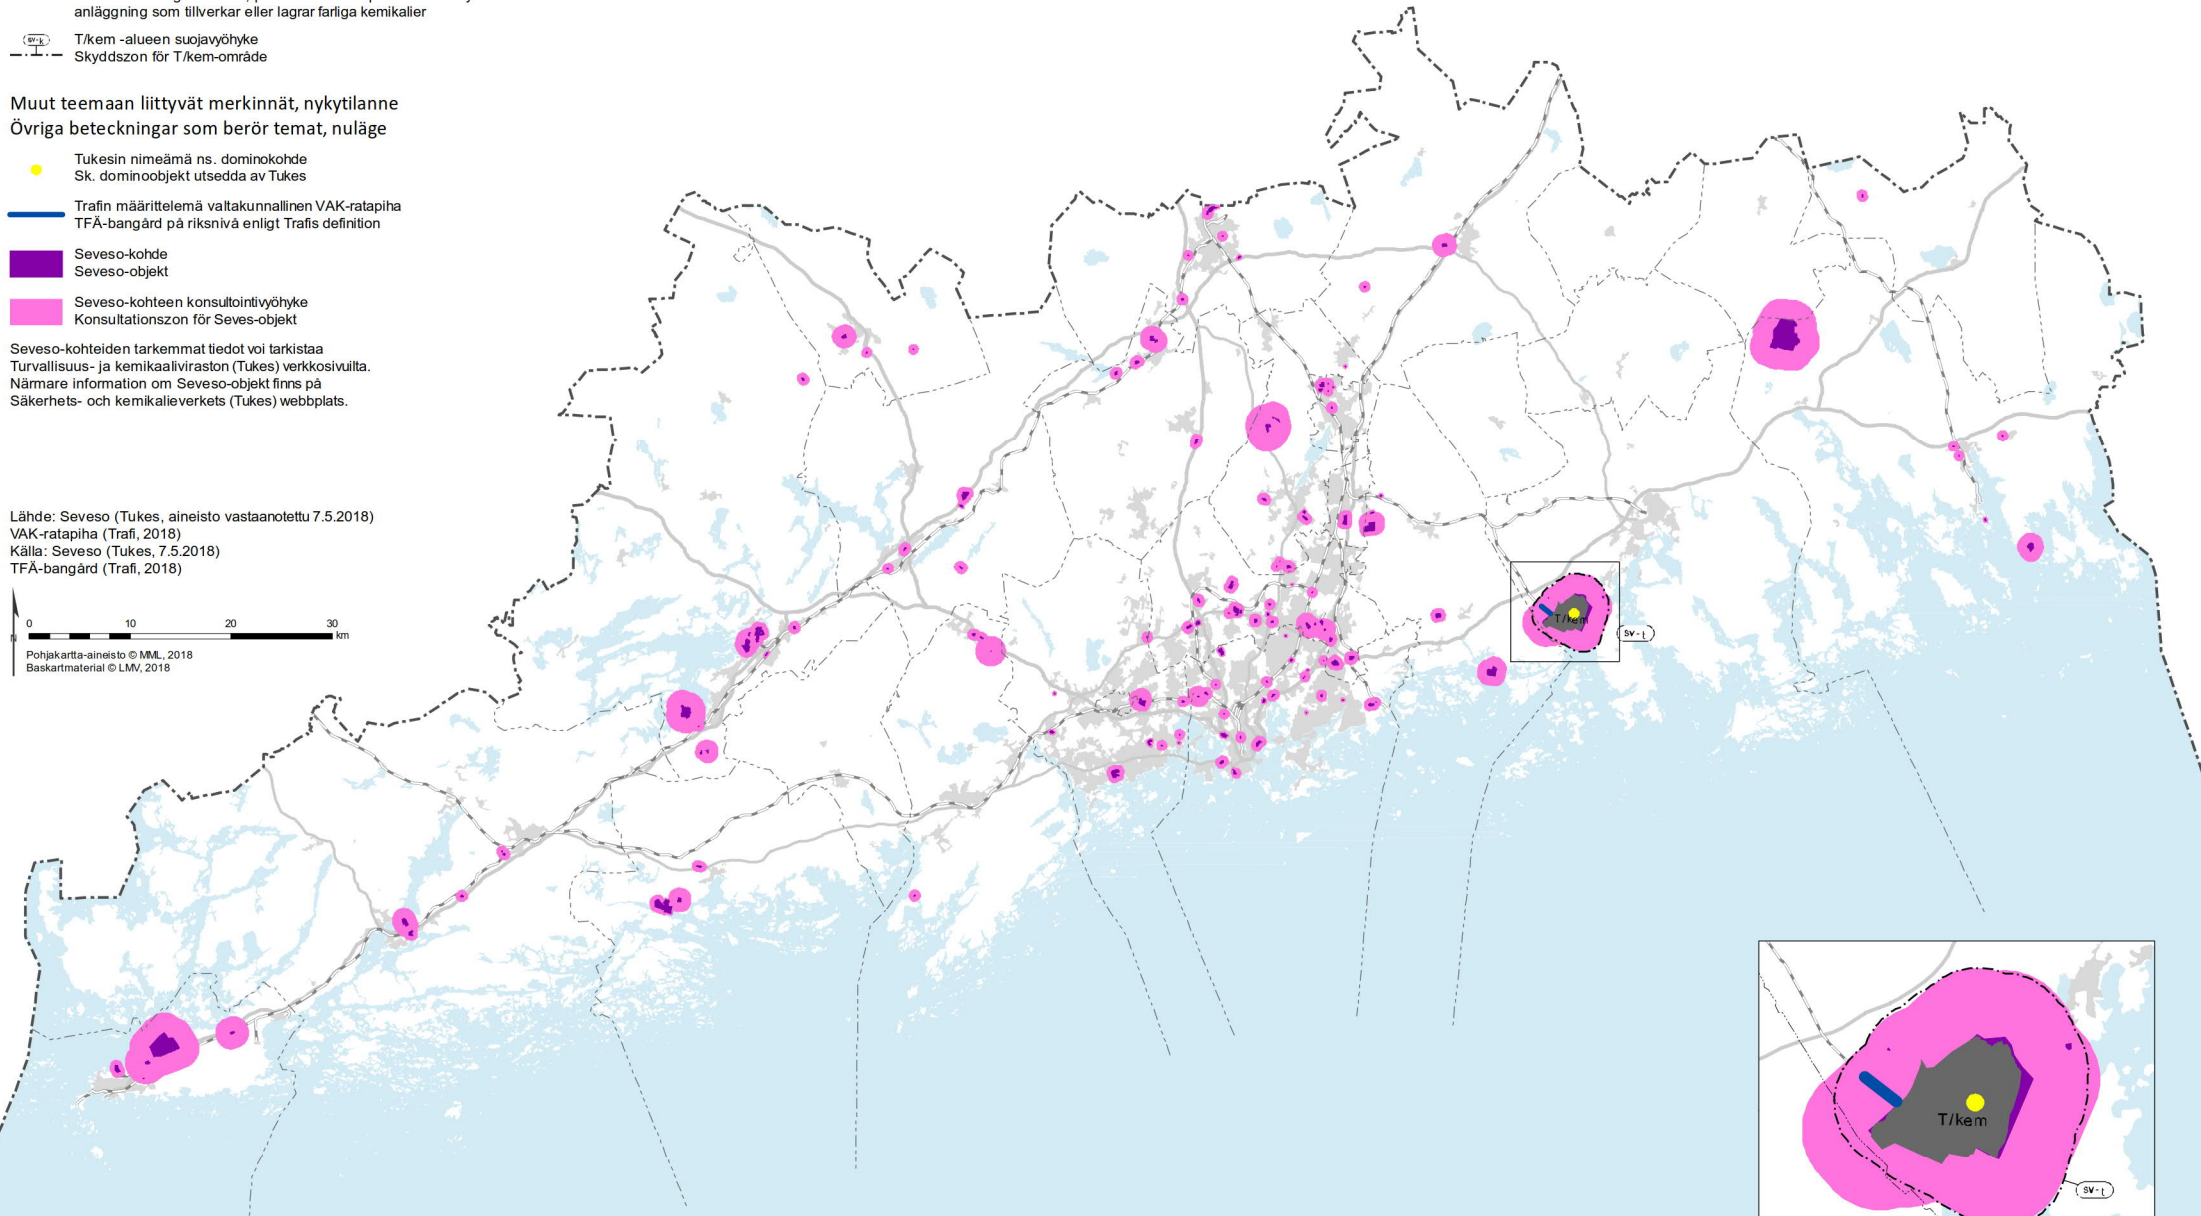 anläggning som tillverkar eller lagrar farliga kemikalier
sv-k
T/kem -alueen suojavyöhyke
Skyddszon för T/kem-område
Muut teemaan liittyvät merkinnät, nykytilanne
Övriga beteckningar som berör temat, nuläge
Tukesin nimeämä ns. dominokohde
Sk. dominoobjekt utsedda av Tukes
Trafin määrittelemä valtakunnallinen VAK-ratapiha
TFÄ-bangård på riksnivå enligt Trafis definition
Seveso-kohde
Seveso-objekt
Seveso-kohteen konsultointivyöhyke
Konsultationszon för Seves-objekt
Seveso-kohteiden tarkemmat tiedot voi tarkistaa
Turvallisuus- ja kemikaaliviraston (Tukes) verkkosivuilta.
Närmare information om Seveso-objekt finns på
Säkerhets- och kemikalieverkets (Tukes) webbplats.
Lähde: Seveso (Tukes, aineisto vastaanotettu 7.5.2018)
VAK-ratapiha (Trafi, 2018)
Källa: Seveso (Tukes, 7.5.2018)
TFÄ-bangård (Trafi, 2018)
N
0 10 20 30
km
Pohjakartta-aineisto © MML, 2018
Baskartmaterial © LMV, 2018
T/kem
sv-t
T/kem
sv-t